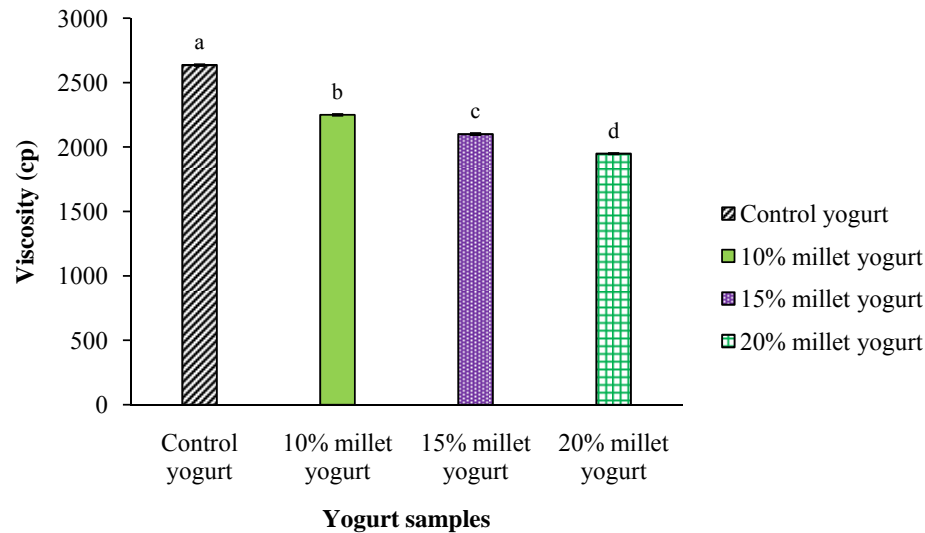 3000
2500
2000
1500
1000
500
0
Viscosity (cp)
a
b
c
d
Control
yogurt
10% millet
yogurt
15% millet
yogurt
20% millet
yogurt
Yogurt samples
Control yogurt
10% millet yogurt
15% millet yogurt
20% millet yogurt